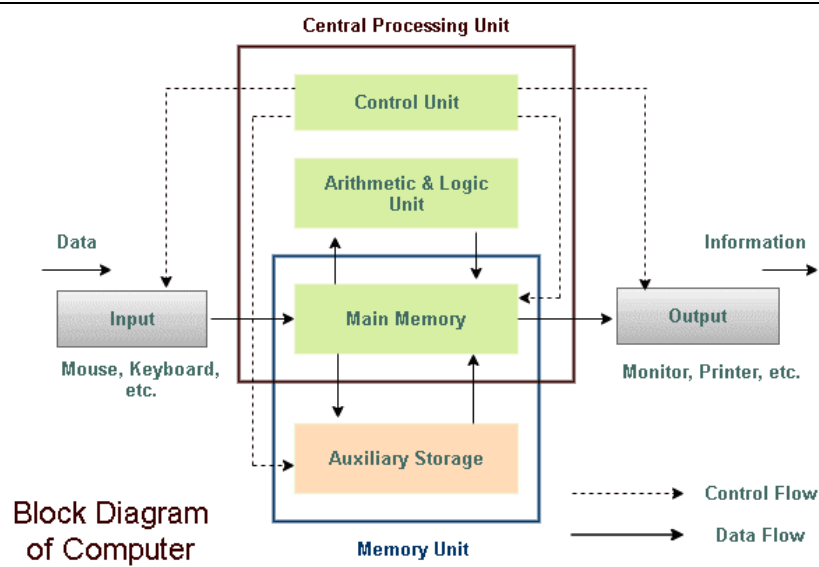 Central Processing Unit
Control Unit
Arithmetic & Logic
Unit
Data
Information
Input
Main Memory
Output
Mouse, Keyboard,
etc.
Monitor, Printer, etc.
Auxiliary Storage
Control Flow
Block Diagram
of Computer
Data Flow
Memory Unit